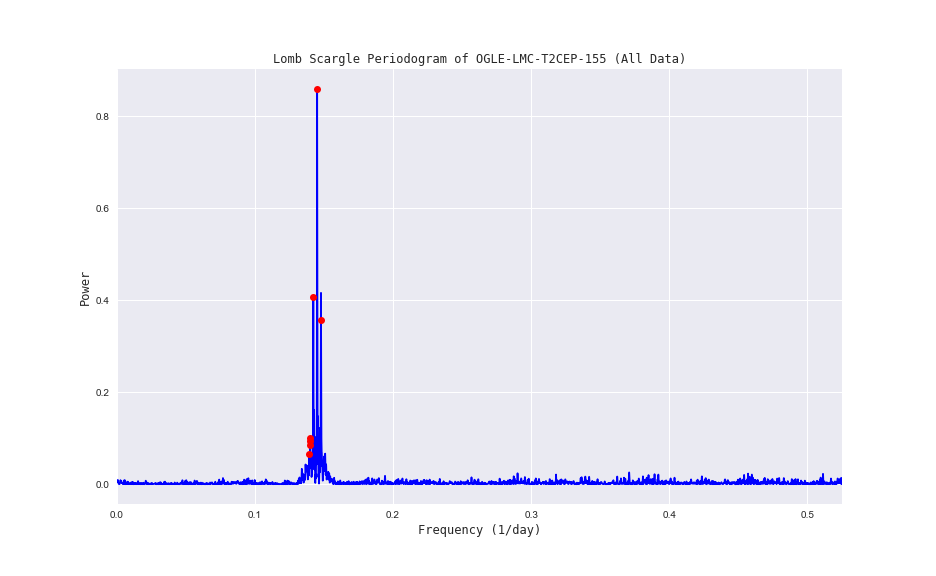 Lomb Scargle Periodogram of OGLE-LMC-T2CEP-155 (All Data)
0.8
0.6
0.4
0.2
0.0
Power
0.0 0.1 0.2 0.3 0.4 0.5
Frequency (1/day)